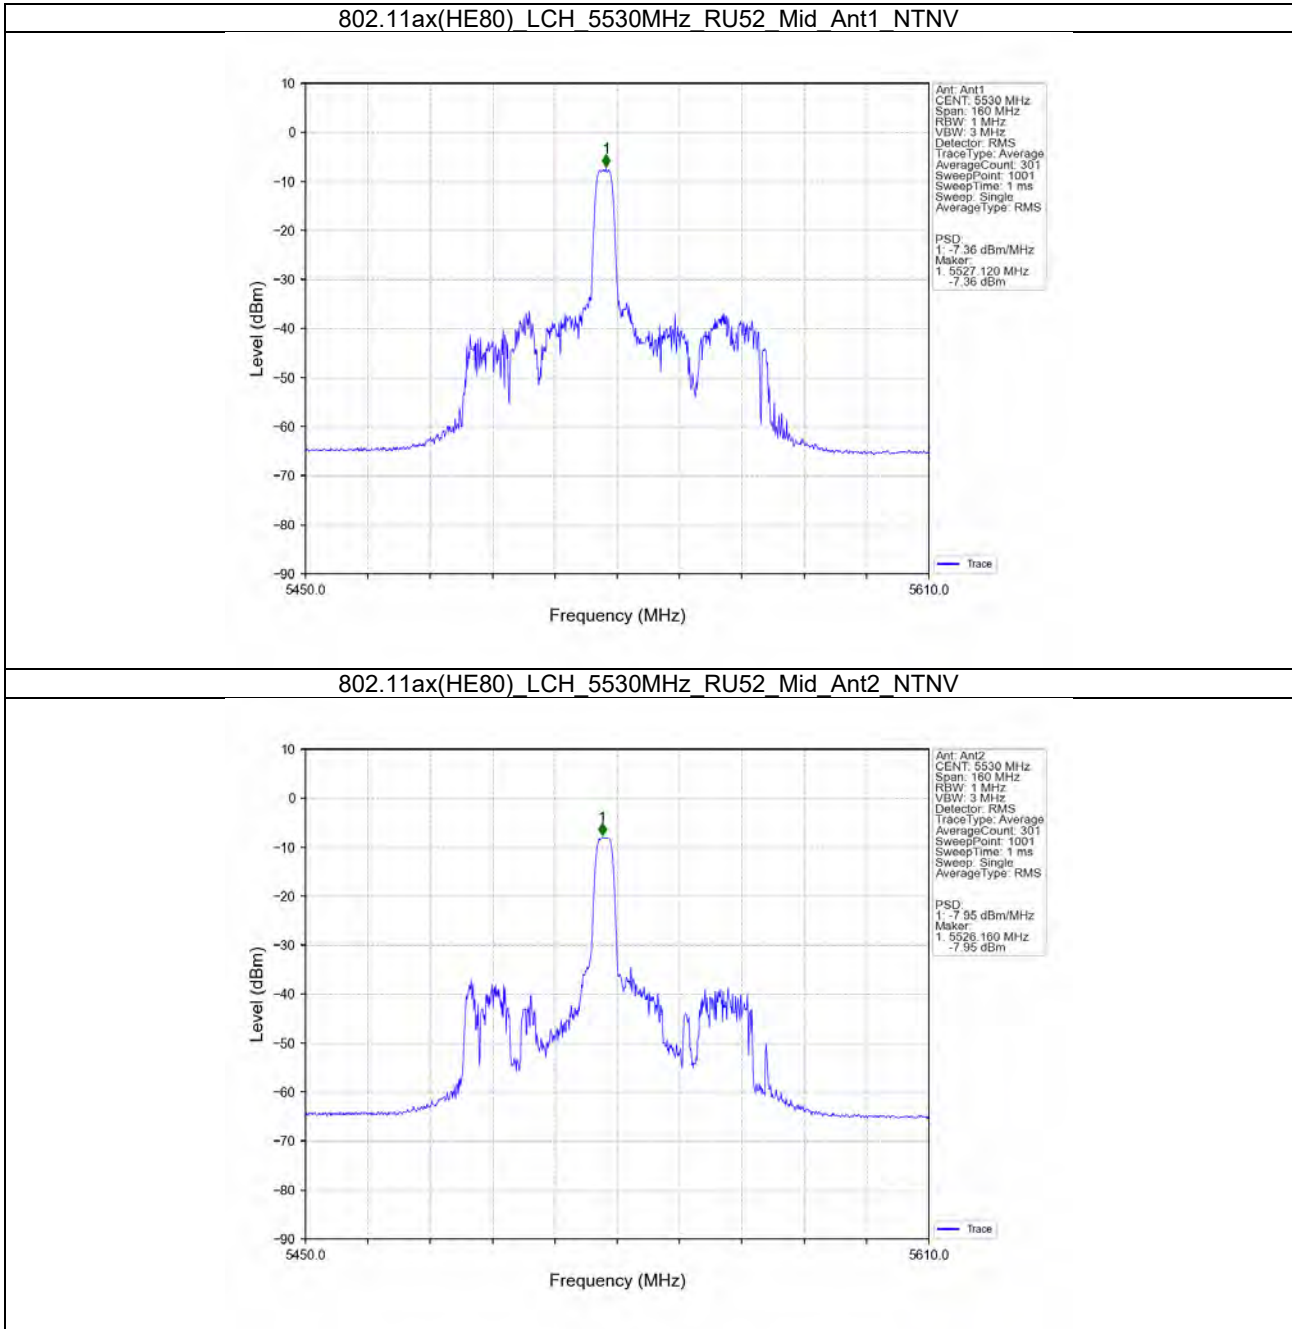 802.11ax(HE80)_LCH_5530MHz_RU52_Mid_Ant1_NTNV
10
0
−10
−20
−30
−40
−50
−60
−70
−80
−90
Level (dBm)
1
5450.0
5610.0
Frequency (MHz)
Ant: Ant1
CENT: 5530 MHz
Span: 160 MHz
RBW: 1 MHz
VBW: 3 MHz
Detector: RMS
TraceType: Average
AverageCount: 301
SweepPoint: 1001
SweepTime: 1 ms
Sweep: Single
AverageType: RMS
PSD:
1: -7.36 dBm/MHz
Maker:
1. 5527.120 MHz
-7.36 dBm
Trace
802.11ax(HE80)_LCH_5530MHz_RU52_Mid_Ant2_NTNV
10
0
−10
−20
−30
−40
−50
−60
−70
−80
−90
Level (dBm)
1
5450.0
5610.0
Frequency (MHz)
Ant: Ant2
CENT: 5530 MHz
Span: 160 MHz
RBW: 1 MHz
VBW: 3 MHz
Detector: RMS
TraceType: Average
AverageCount: 301
SweepPoint: 1001
SweepTime: 1 ms
Sweep: Single
AverageType: RMS
PSD:
1: -7.95 dBm/MHz
Maker:
1. 5526.160 MHz
-7.95 dBm
Trace